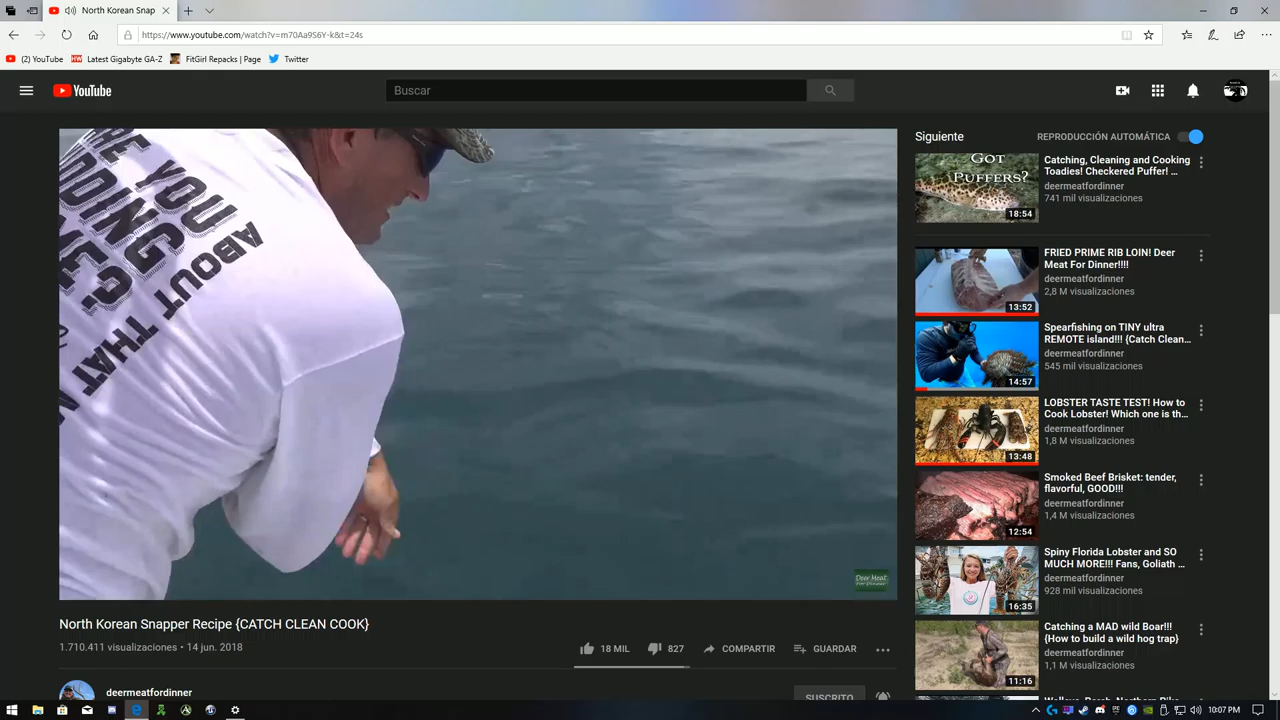 North Korean Snap
https://www.youtube.com/watch?v=m70Aa9S6Y-k&t=24s
(2) YouTube
Latest Gigabyte GA-Z
FitGirl Repacks | Page
Twitter
YouTube
Buscar
ABOUT THAT
Deer Meat
For Dinner
North Korean Snapper Recipe {CATCH CLEAN COOK}
1.710.411 visualizaciones • 14 jun. 2018
18 MIL
827
COMPARTIR
GUARDAR
deermeatfordinner
SUSCRITO
Siguiente
REPRODUCCIÓN AUTOMÁTICA
GOT
PUFFERS?
18:54
Catching, Cleaning and Cooking
Toadies! Checkered Puffer! ...
deermeatfordinner
741 mil visualizaciones
13:52
FRIED PRIME RIB LOIN! Deer
Meat For Dinner!!!!
deermeatfordinner
2,8 M visualizaciones
14:57
Spearfishing on TINY ultra
REMOTE island!!! {Catch Clean...
deermeatfordinner
545 mil visualizaciones
13:48
LOBSTER TASTE TEST! How to
Cook Lobster! Which one is th...
deermeatfordinner
1,8 M visualizaciones
12:54
Smoked Beef Brisket: tender,
flavorful, GOOD!!!
deermeatfordinner
1,4 M visualizaciones
16:35
Spiny Florida Lobster and SO
MUCH MORE!!! Fans, Goliath ...
deermeatfordinner
928 mil visualizaciones
11:16
Catching a MAD wild Boar!!!
{How to build a wild hog trap}
deermeatfordinner
1,1 M visualizaciones
10:07 PM